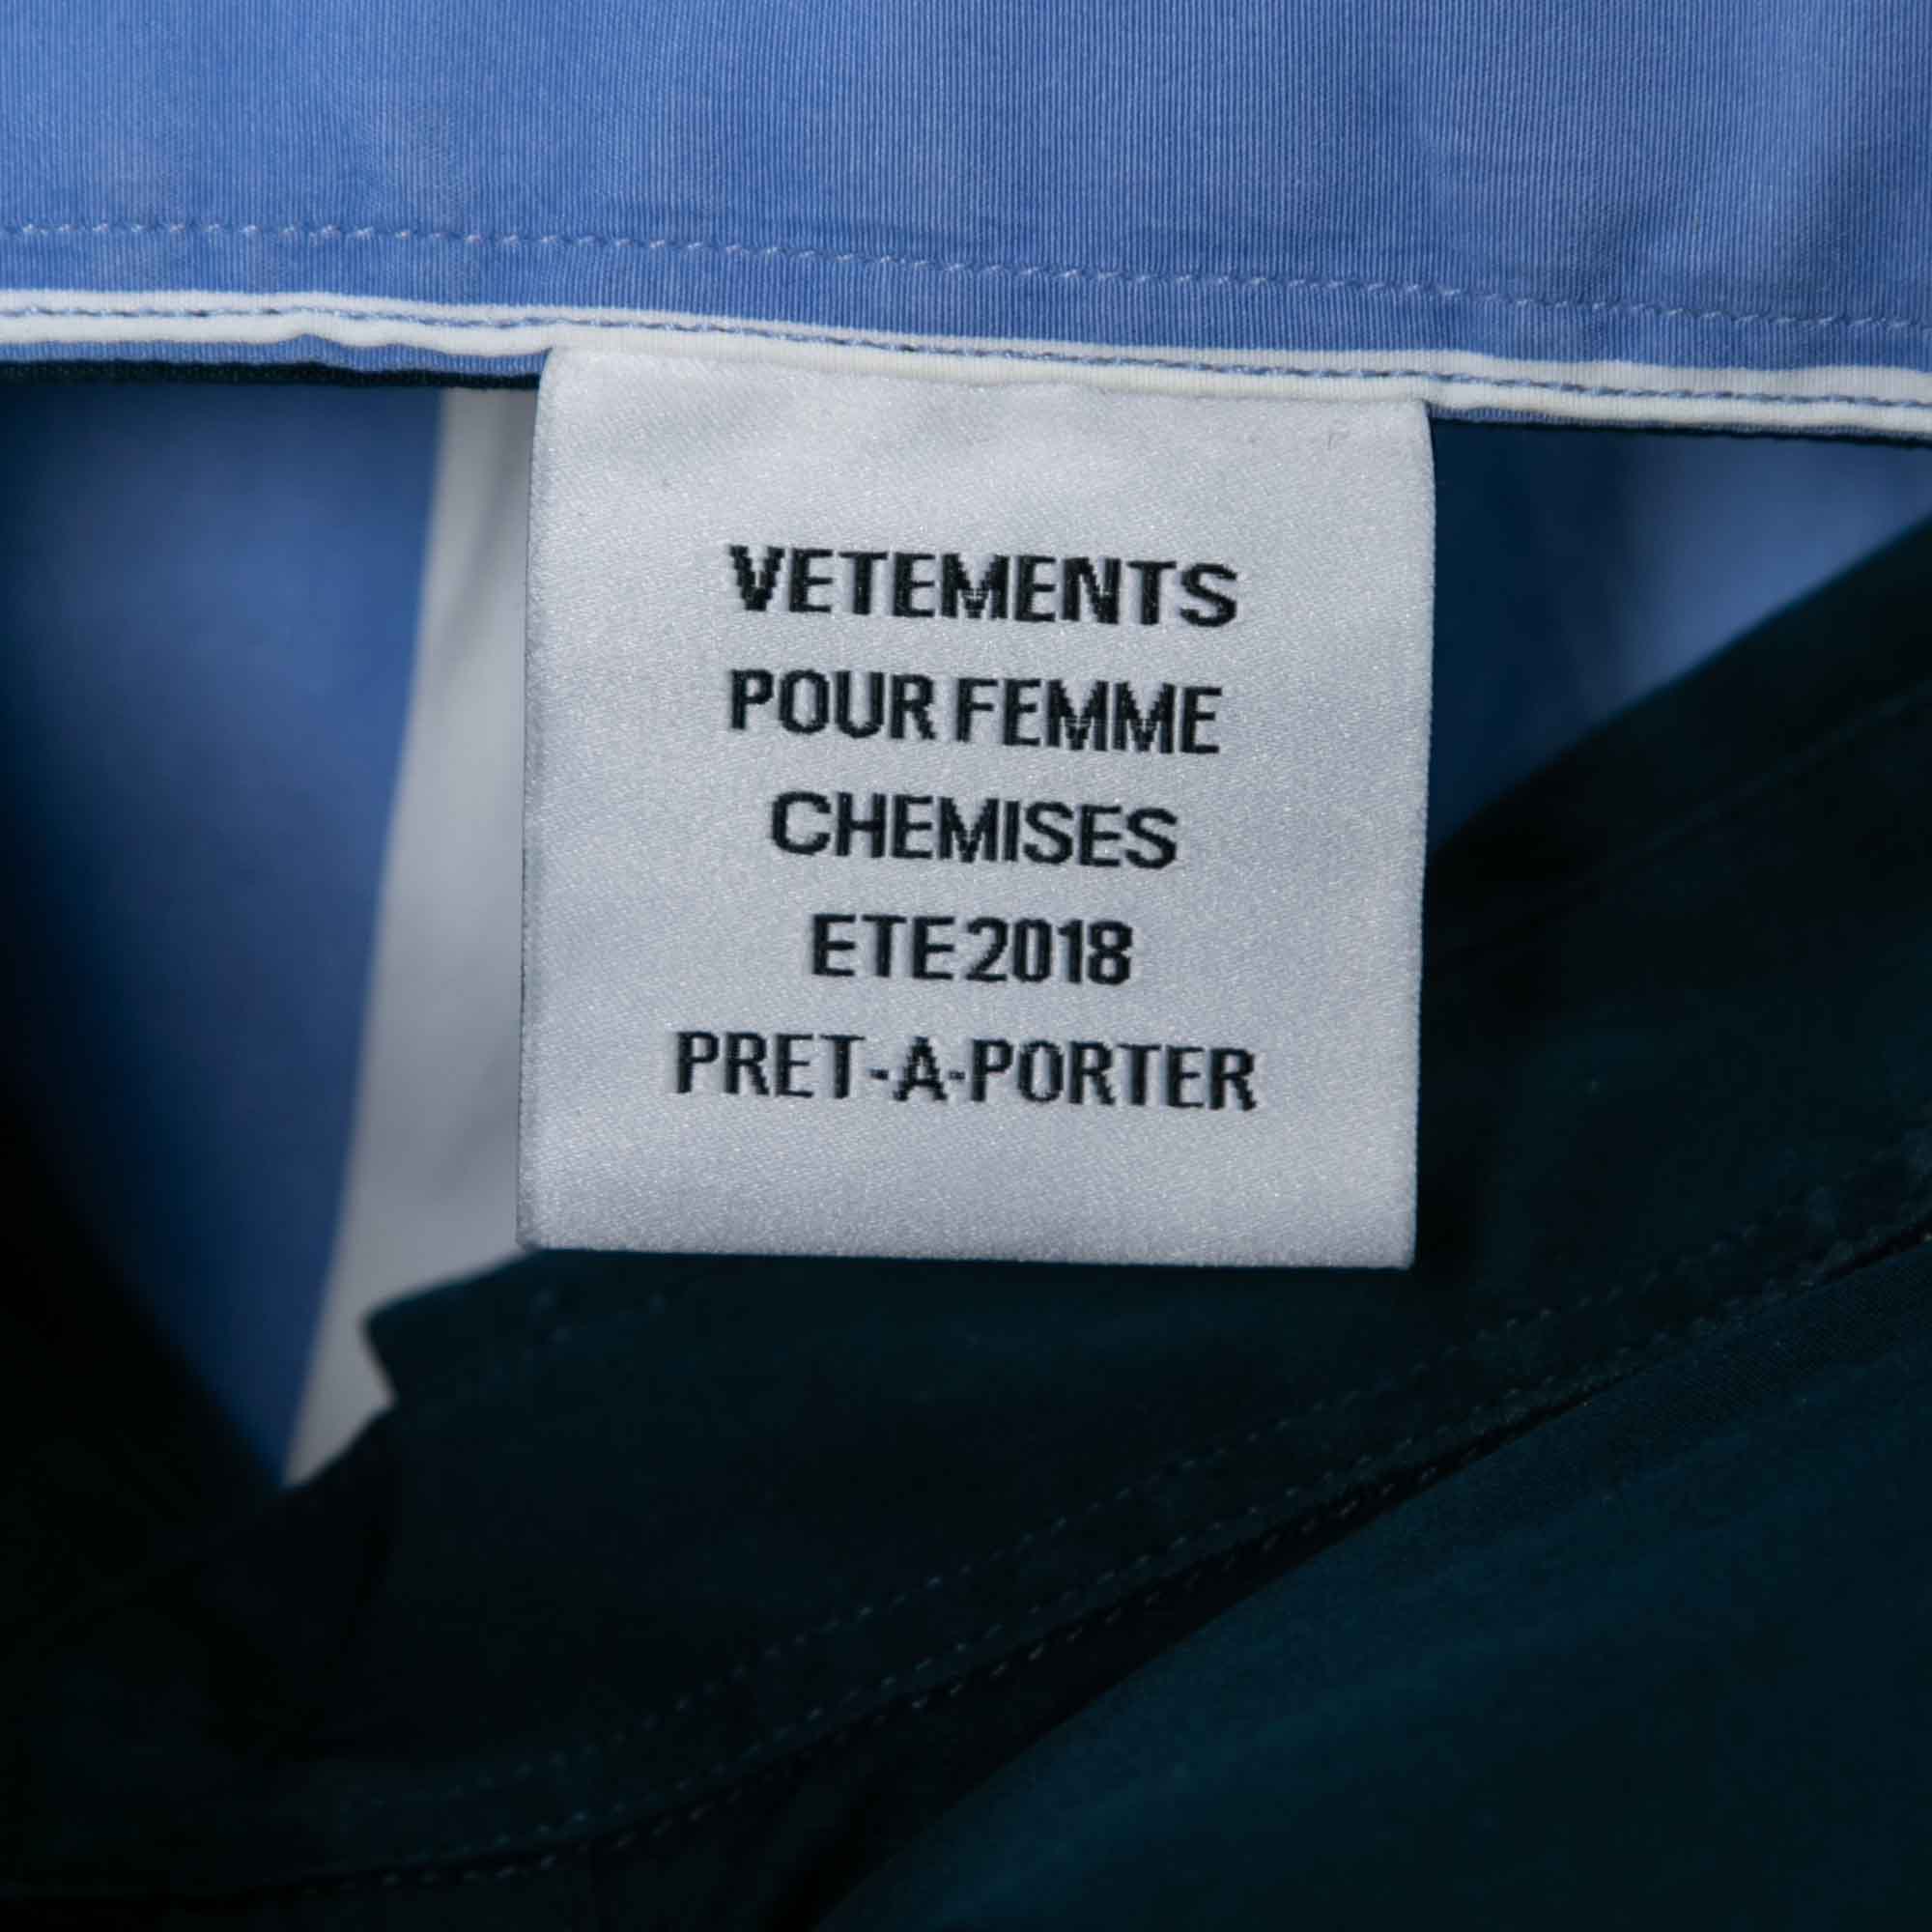 VETEMENTS
POUR FEMME
CHEMISES
ETE 2018
PRET-A-PORTER